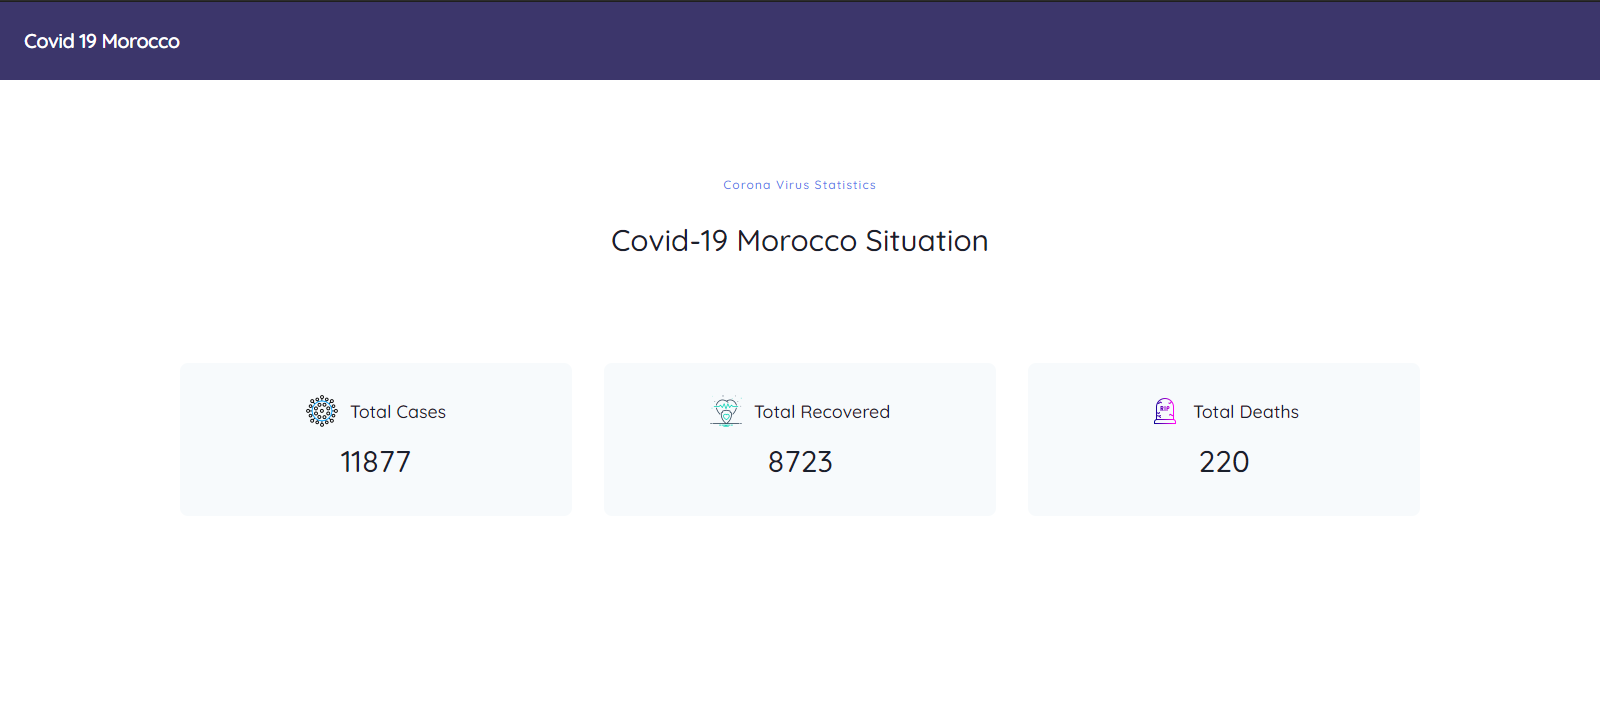 Covid 19 Morocco
Corona Virus Statistics
Covid-19 Morocco Situation
Total Cases
11877
Total Recovered
8723
RIP
Total Deaths
220